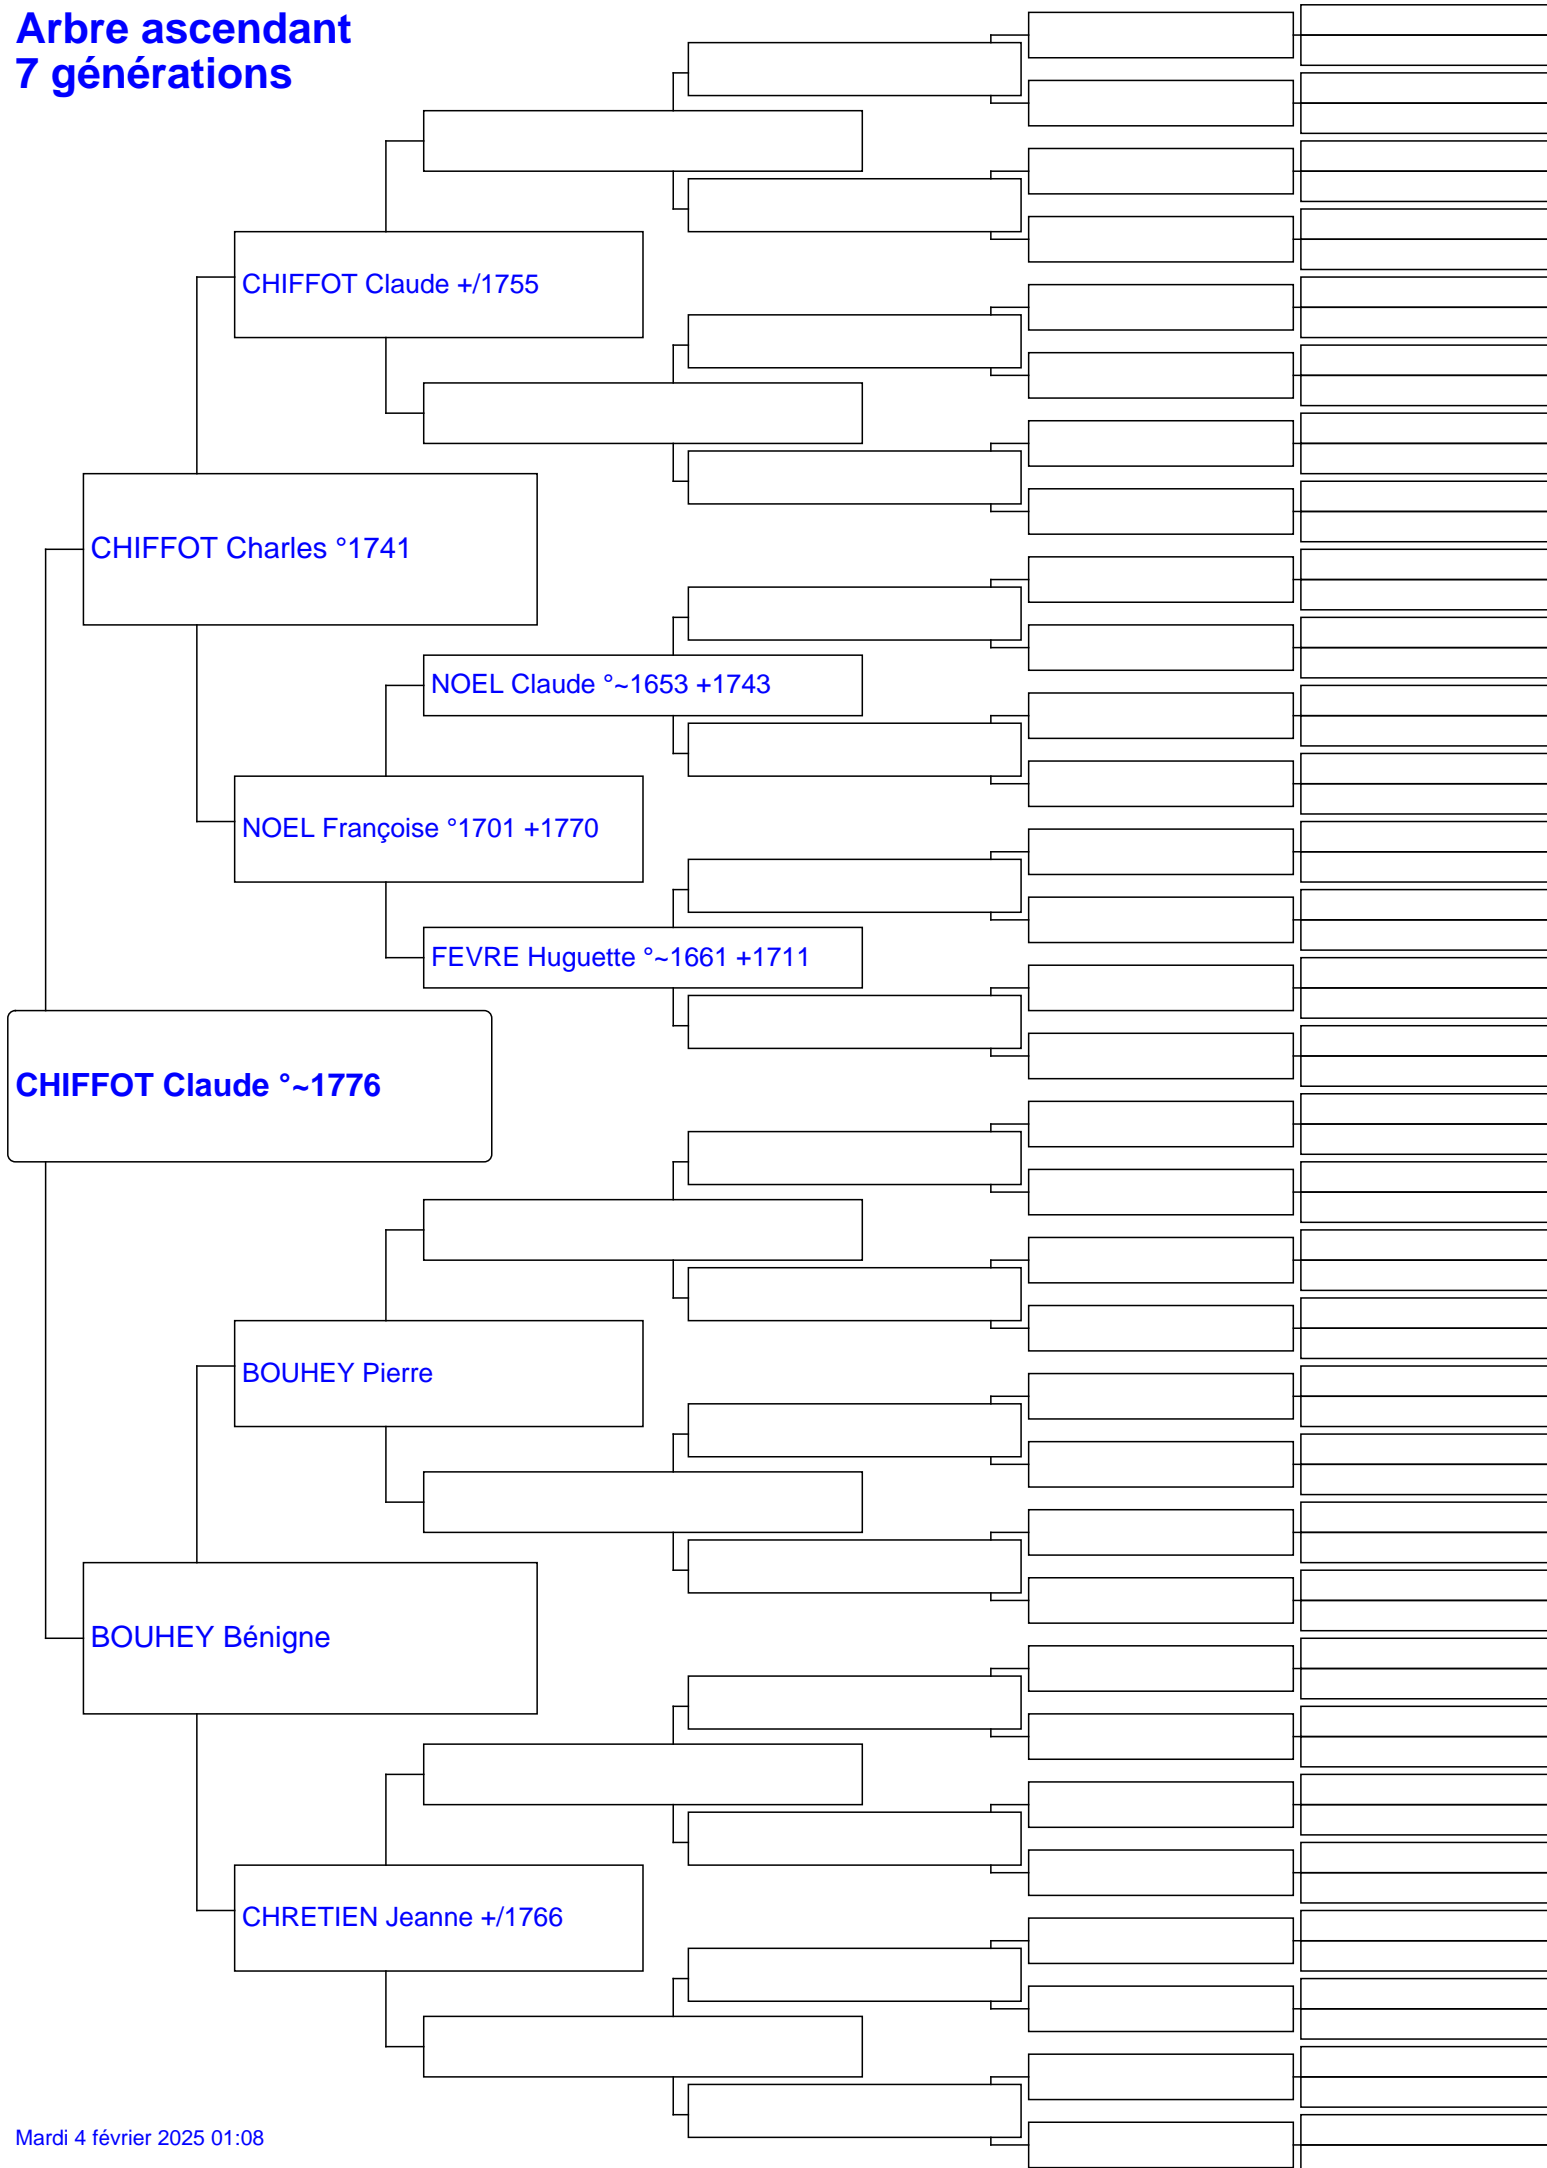 Arbre ascendant
7 générations
CHIFFOT Claude +/1755
CHIFFOT Charles °1741
NOEL Claude °~1653 +1743
NOEL Françoise °1701 +1770
FEVRE Huguette °~1661 +1711
CHIFFOT Claude °~1776
BOUHEY Pierre
BOUHEY Bénigne
CHRETIEN Jeanne +/1766
Mardi 4 février 2025 01:08